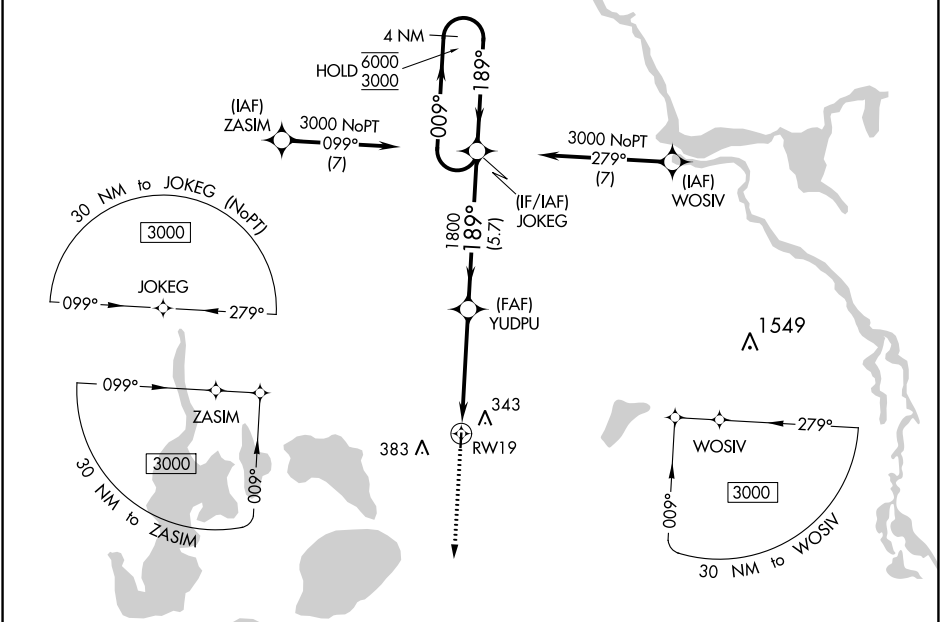 4 NM
HOLD 6000
3000
189°
009°
(IAF)
ZASIM
3000 NoPT
099°
(7)
3000 NoPT
279°
(7)
(IAF)
WOSIV
(IF/IAF)
JOKEG
1800
189°
(5.7)
30 NM to JOKEG (NoPT)
3000
JOKEG
099°
279°
(FAF)
YUDPU
1549
099°
ZASIM
3000
009°
30 NM to ZASIM
343
383
RW19
279°
WOSIV
3000
009°
30 NM to WOSIV